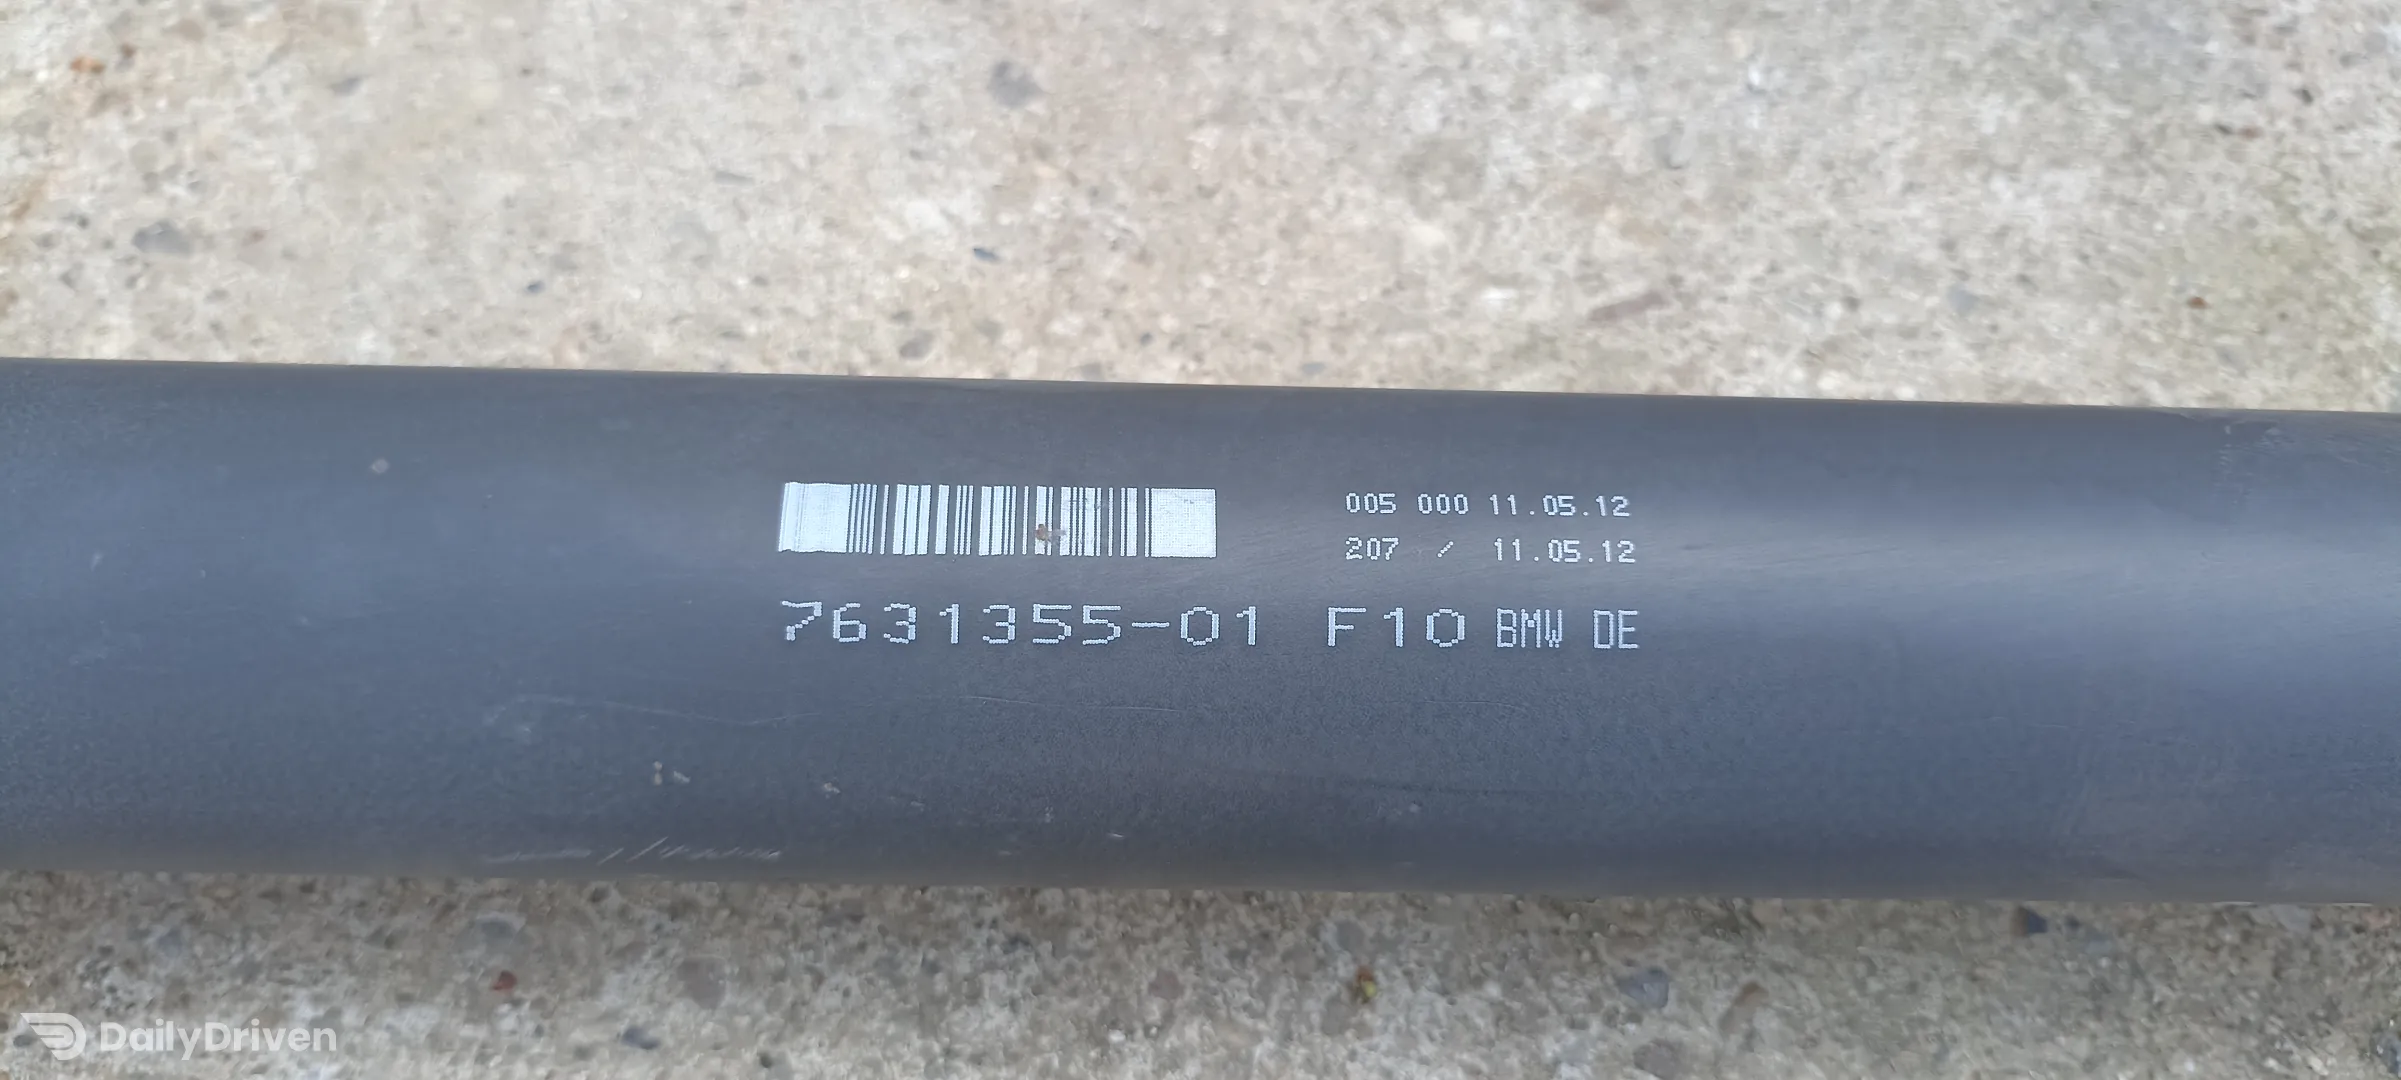 005 000 11.05.12
207 / 11.05.12
7631355-01 F10 BMW DE
DailyDriven